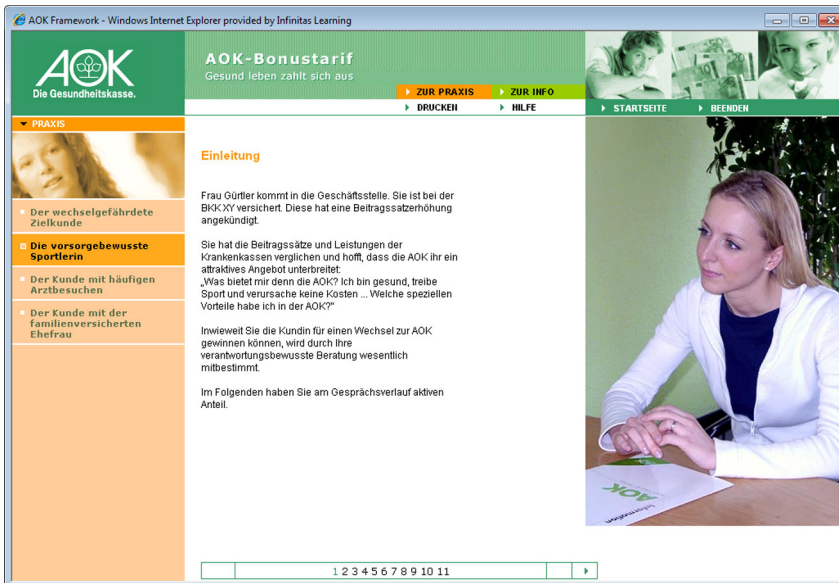 AOK Framework - Windows Internet Explorer provided by Infinitas Learning
AOK
Die Gesundheitskasse.
AOK-Bonustarif
Gesund leben zahlt sich aus
ZUR PRAXIS
ZUR INFO
DRUCKEN
HILFE
STARTSEITE
BEENDEN
PRAXIS
Der wechselgefährdete
Zielkunde
Die vorsorgebewusste
Sportlerin
Der Kunde mit häufigen
Arztbesuchen
Der Kunde mit der
familienversicherten
Ehefrau
Einleitung
Frau Gürtler kommt in die Geschäftsstelle. Sie ist bei der
BKK XY versichert. Diese hat eine Beitragssatzerhöhung
angekündigt.
Sie hat die Beitragssätze und Leistungen der
Krankenkassen verglichen und hofft, dass die AOK ihr ein
attraktives Angebot unterbreitet:
„Was bietet mir denn die AOK? Ich bin gesund, treibe
Sport und verursache keine Kosten ... Welche speziellen
Vorteile habe ich in der AOK?"
Inwieweit Sie die Kundin für einen Wechsel zur AOK
gewinnen können, wird durch Ihre
verantwortungsbewusste Beratung wesentlich
mitbestimmt.
Im Folgenden haben Sie am Gesprächsverlauf aktiven
Anteil.
AOK
Information
1 2 3 4 5 6 7 8 9 10 11